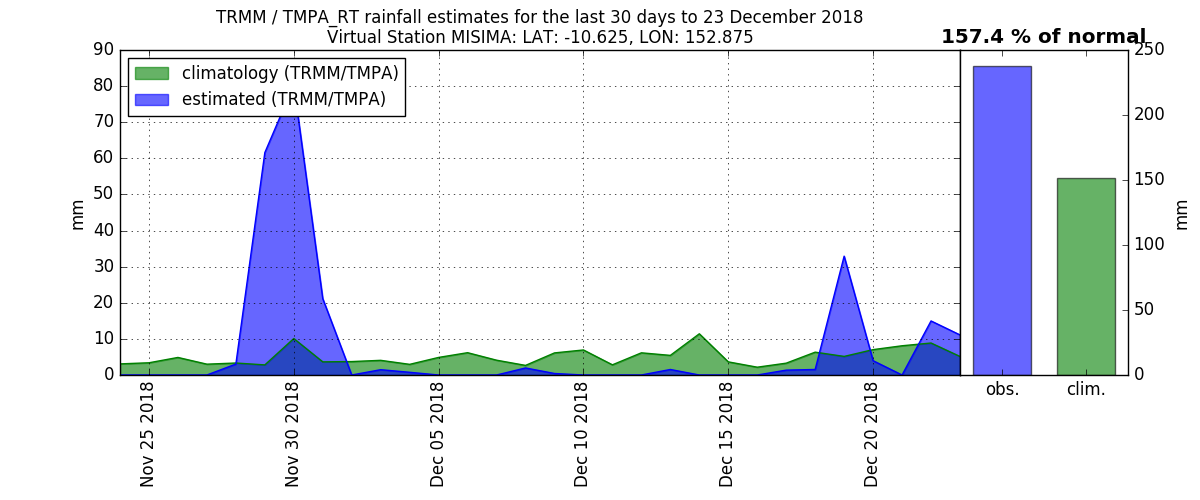 TRMM / TMPA_RT rainfall estimates for the last 30 days to 23 December 2018
Virtual Station MISIMA: LAT: -10.625, LON: 152.875
157.4 % of normal
climatology (TRMM/TMPA)
estimated (TRMM/TMPA)
90
80
70
60
50
40
30
20
10
0
mm
Nov 25 2018
Nov 30 2018
Dec 05 2018
Dec 10 2018
Dec 15 2018
Dec 20 2018
250
200
150
100
50
0
mm
obs.
clim.